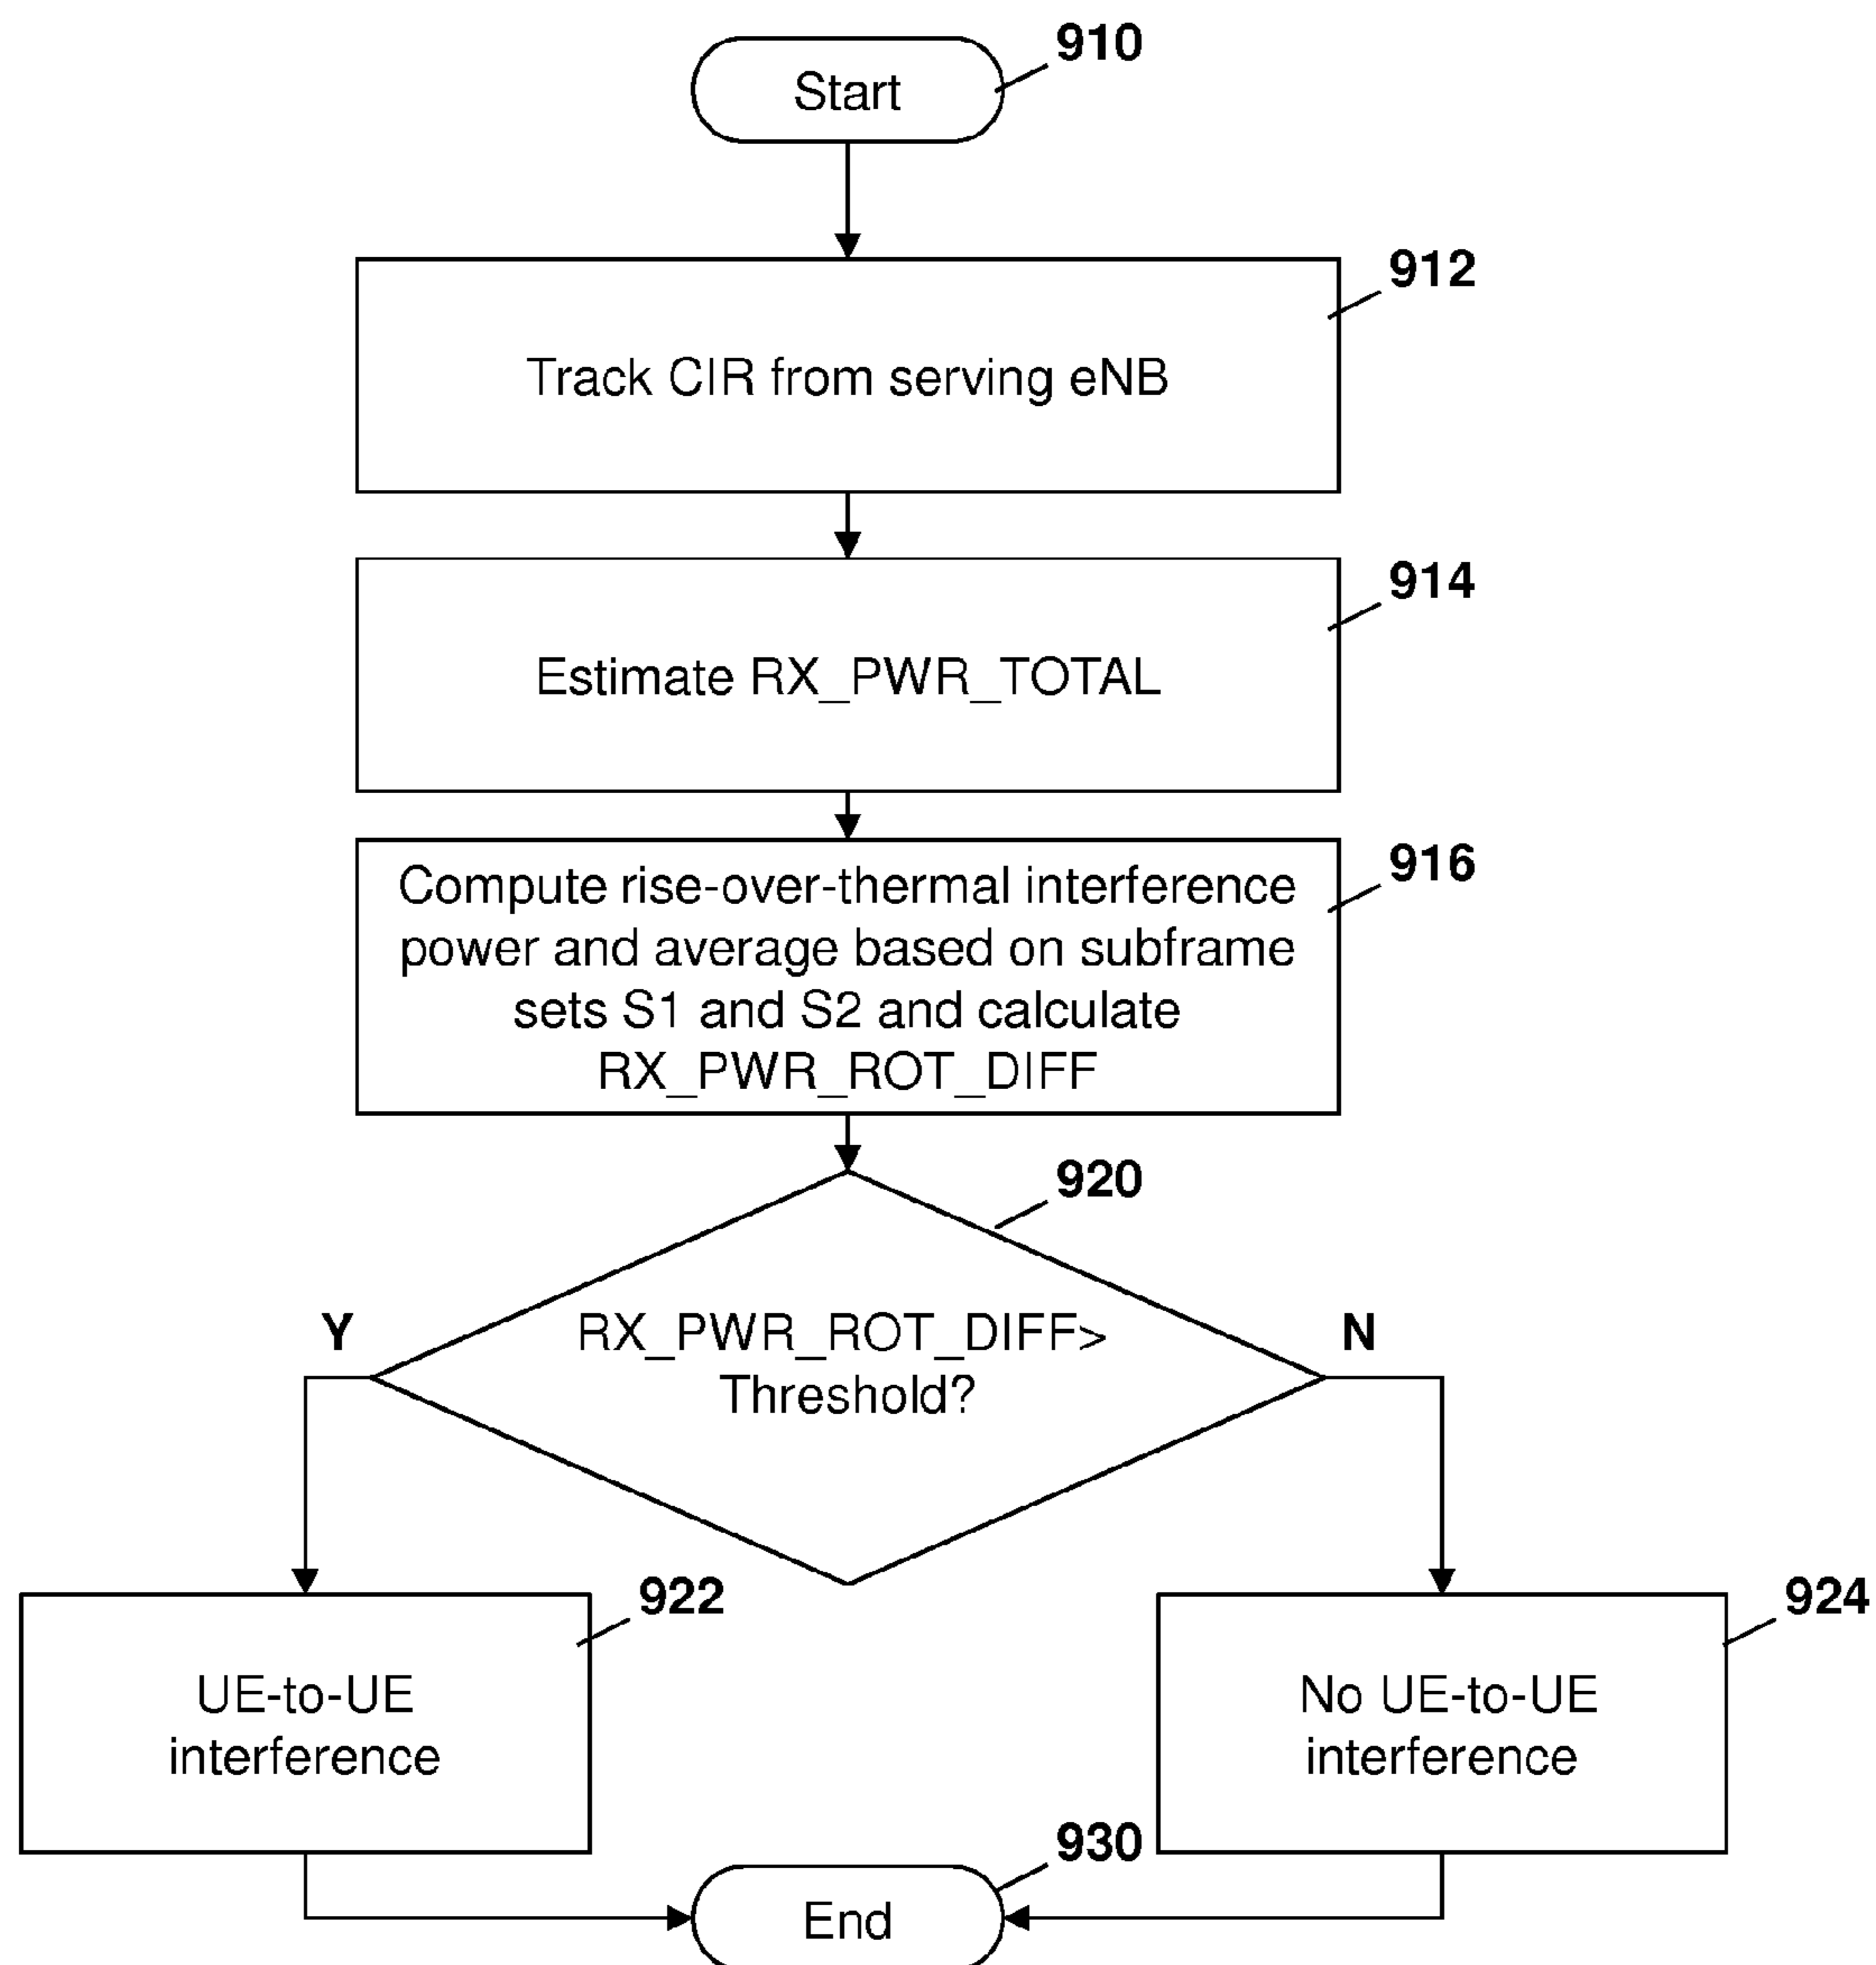 910
Start
912
Track CIR from serving eNB
914
Estimate RX_PWR_TOTAL
916
Compute rise-over-thermal interference
power and average based on subframe
sets S1 and S2 and calculate
RX_PWR_ROT_DIFF
920
Y
RX_PWR_ROT_DIFF>
Threshold?
N
922
UE-to-UE
interference
924
No UE-to-UE
interference
930
End